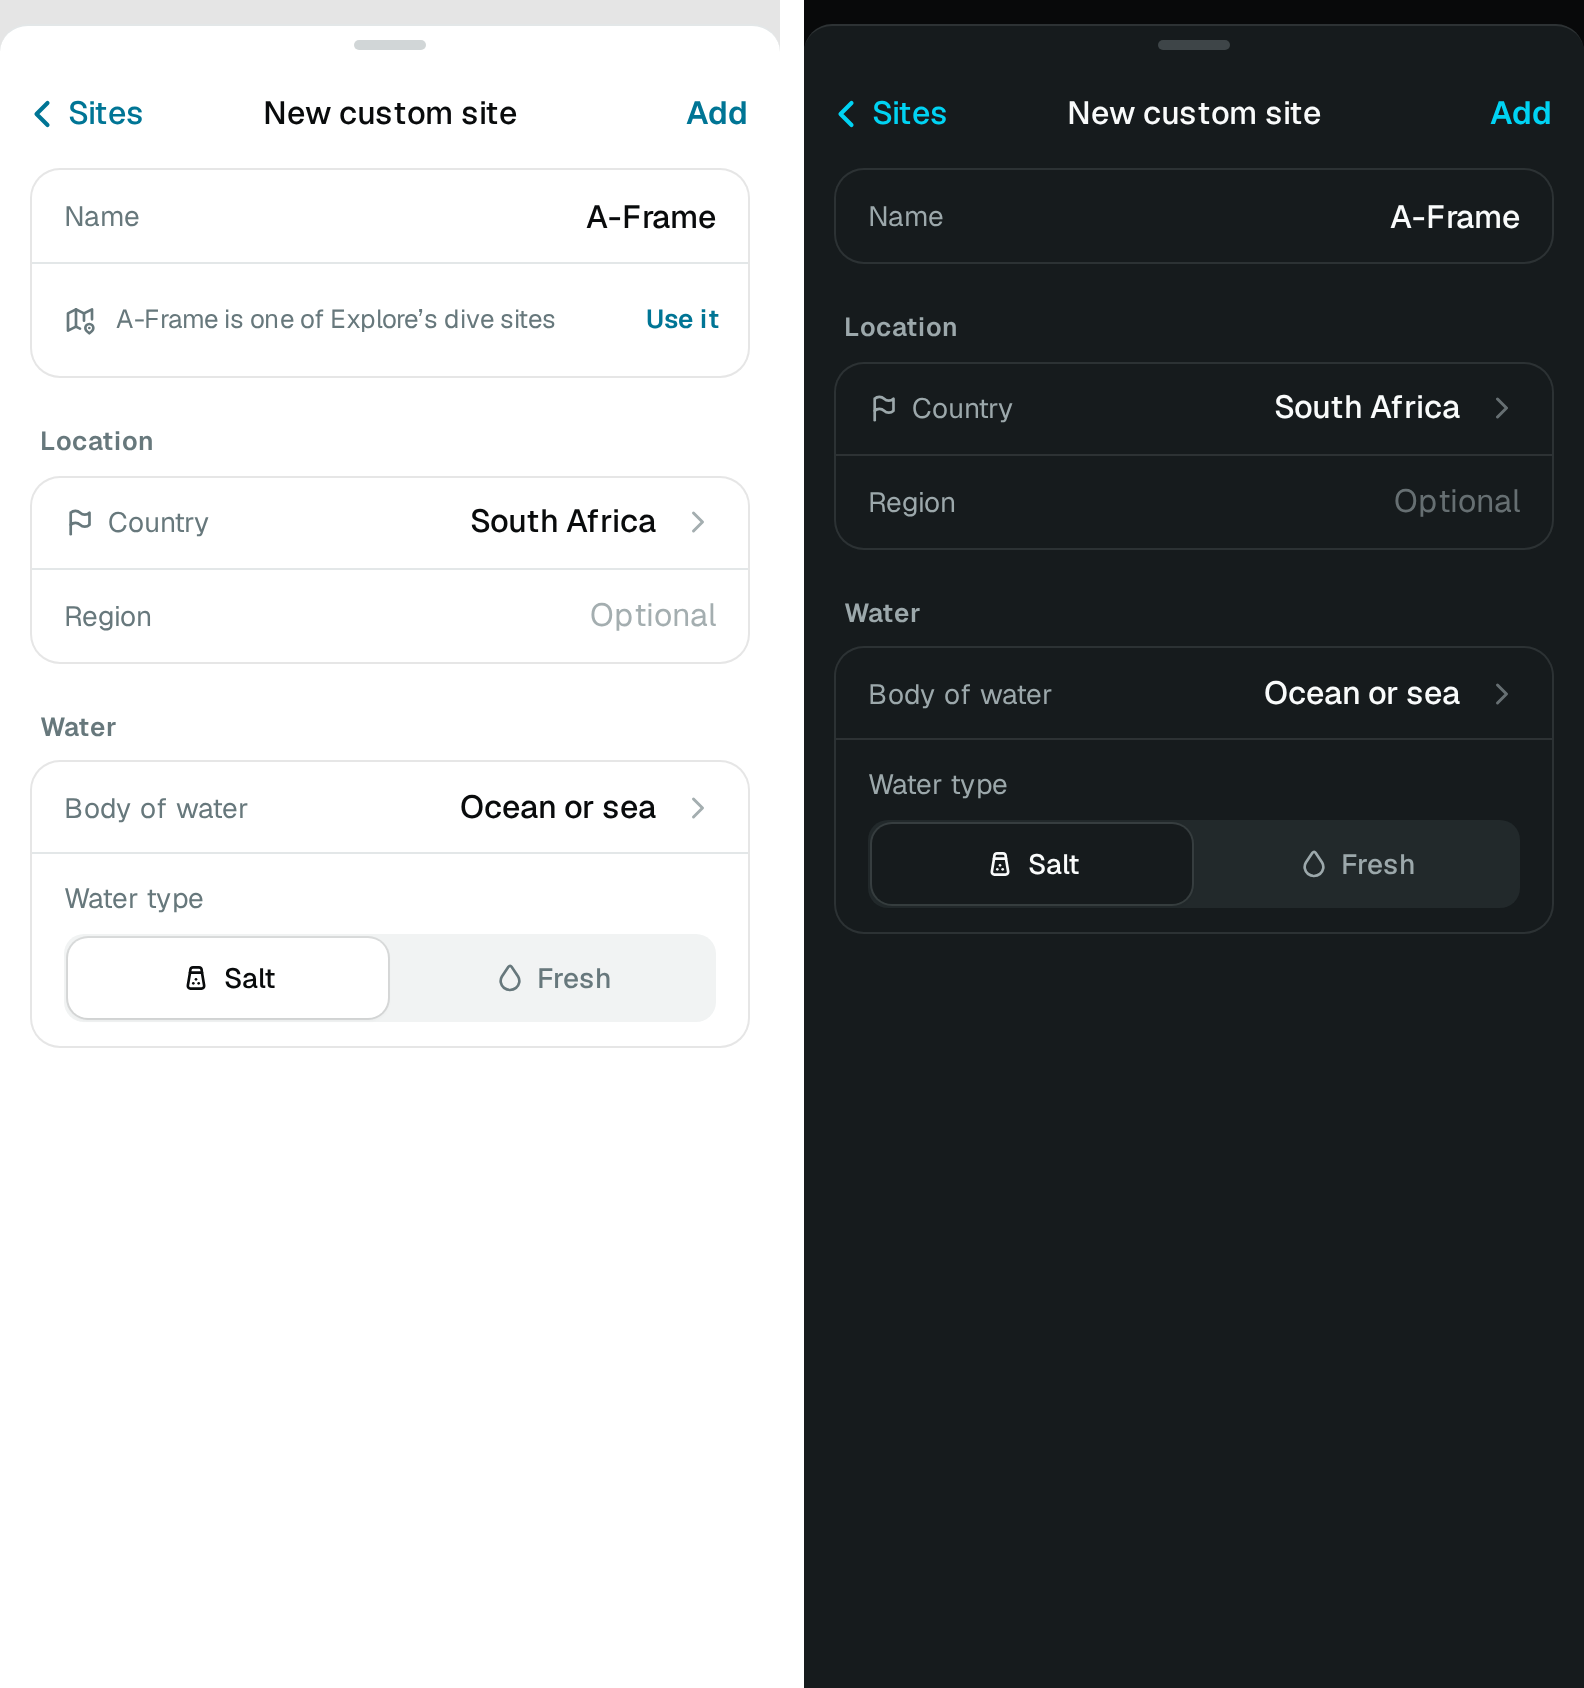 Sites
New custom site
Add
Name
A-Frame
A-Frame is one of Explore’s dive sites
Use it
Location
Country
South Africa
Region
Optional
Water
Body of water
Ocean or sea
Water type
Salt
Fresh
Sites
New custom site
Add
Name
A-Frame
Location
Country
South Africa
Region
Optional
Water
Body of water
Ocean or sea
Water type
Salt
Fresh